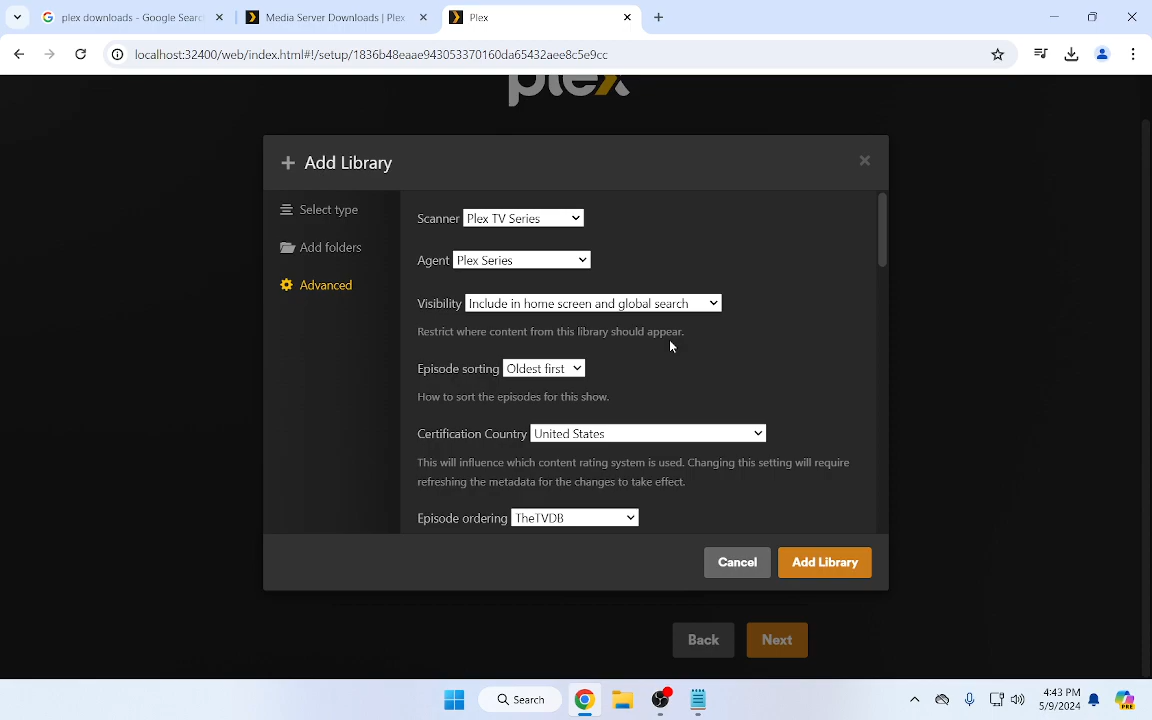 plex downloads - Google Searc
Media Server Downloads | Plex
Plex
localhost:32400/web/index.html#!/setup/1836b48eaae943053370160da65432aee8c5e9cc
plex
+ Add Library
Select type
Add folders
Advanced
Scanner Plex TV Series
Agent Plex Series
Visibility Include in home screen and global search
Restrict where content from this library should appear.
Episode sorting Oldest first
How to sort the episodes for this show.
Certification Country United States
This will influence which content rating system is used. Changing this setting will require
refreshing the metadata for the changes to take effect.
Episode ordering TheTVDB
Cancel Add Library
Back Next
Search
4:43 PM
5/9/2024
PRE